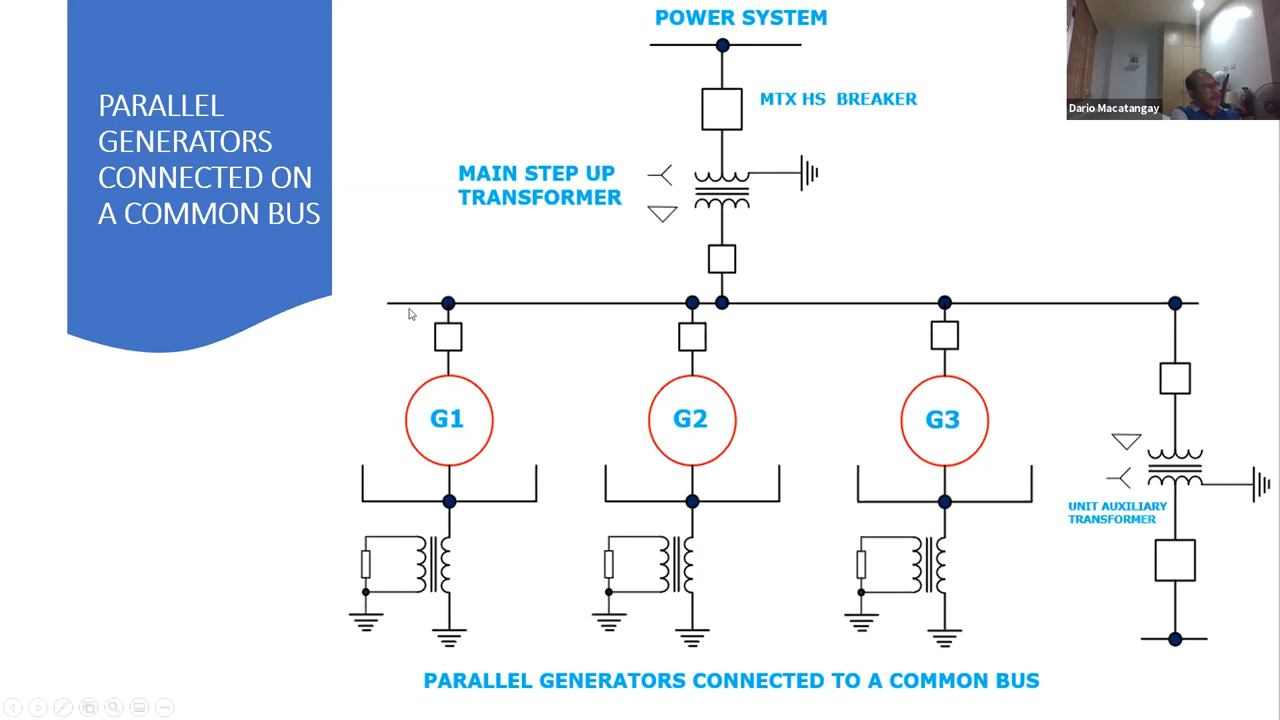 PARALLEL
GENERATORS
CONNECTED ON
A COMMON BUS
POWER SYSTEM
MTX HS BREAKER
MAIN STEP UP
TRANSFORMER
G1
G2
G3
UNIT AUXILIARY
TRANSFORMER
PARALLEL GENERATORS CONNECTED TO A COMMON BUS
Dario Macatangay